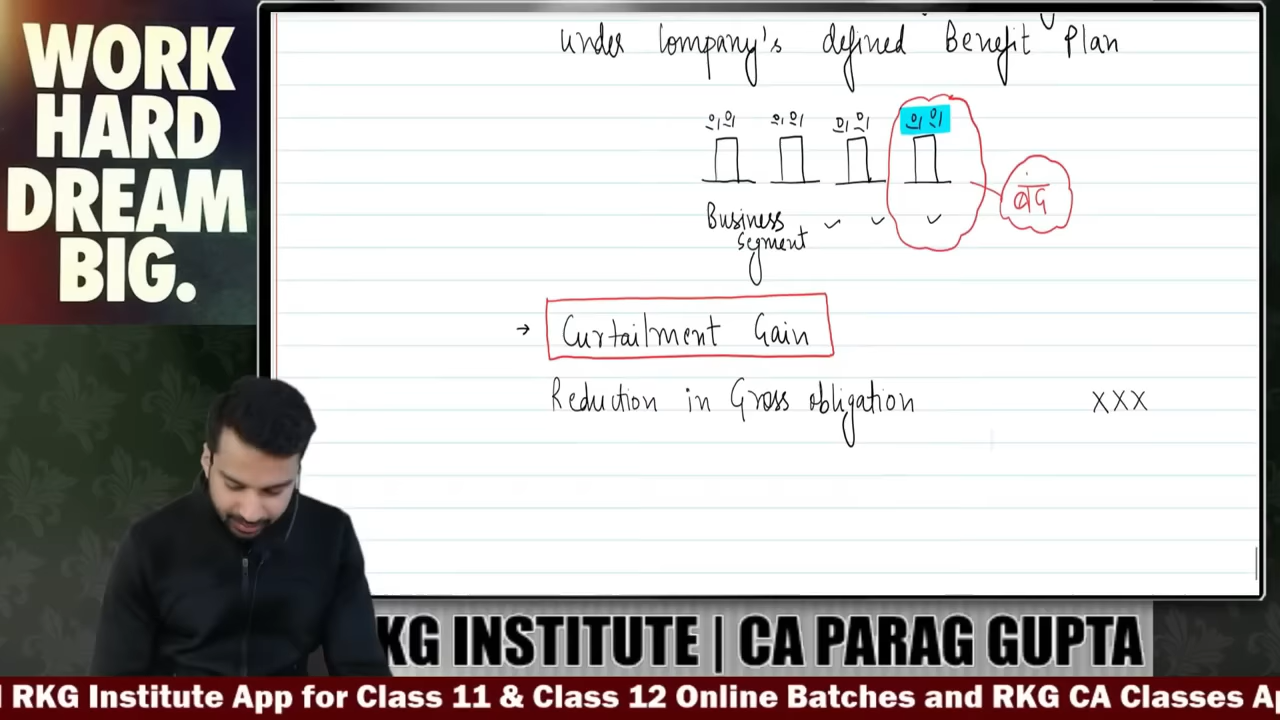 WORK
HARD
DREAM
BIG.
under Company's defined Benefit Plan
बंद
Business
segment
→ Curtailment Gain
Reduction in Gross obligation XXX
KG INSTITUTE | CA PARAG GUPTA
RKG Institute App for Class 11 & Class 12 Online Batches and RKG CA Classes